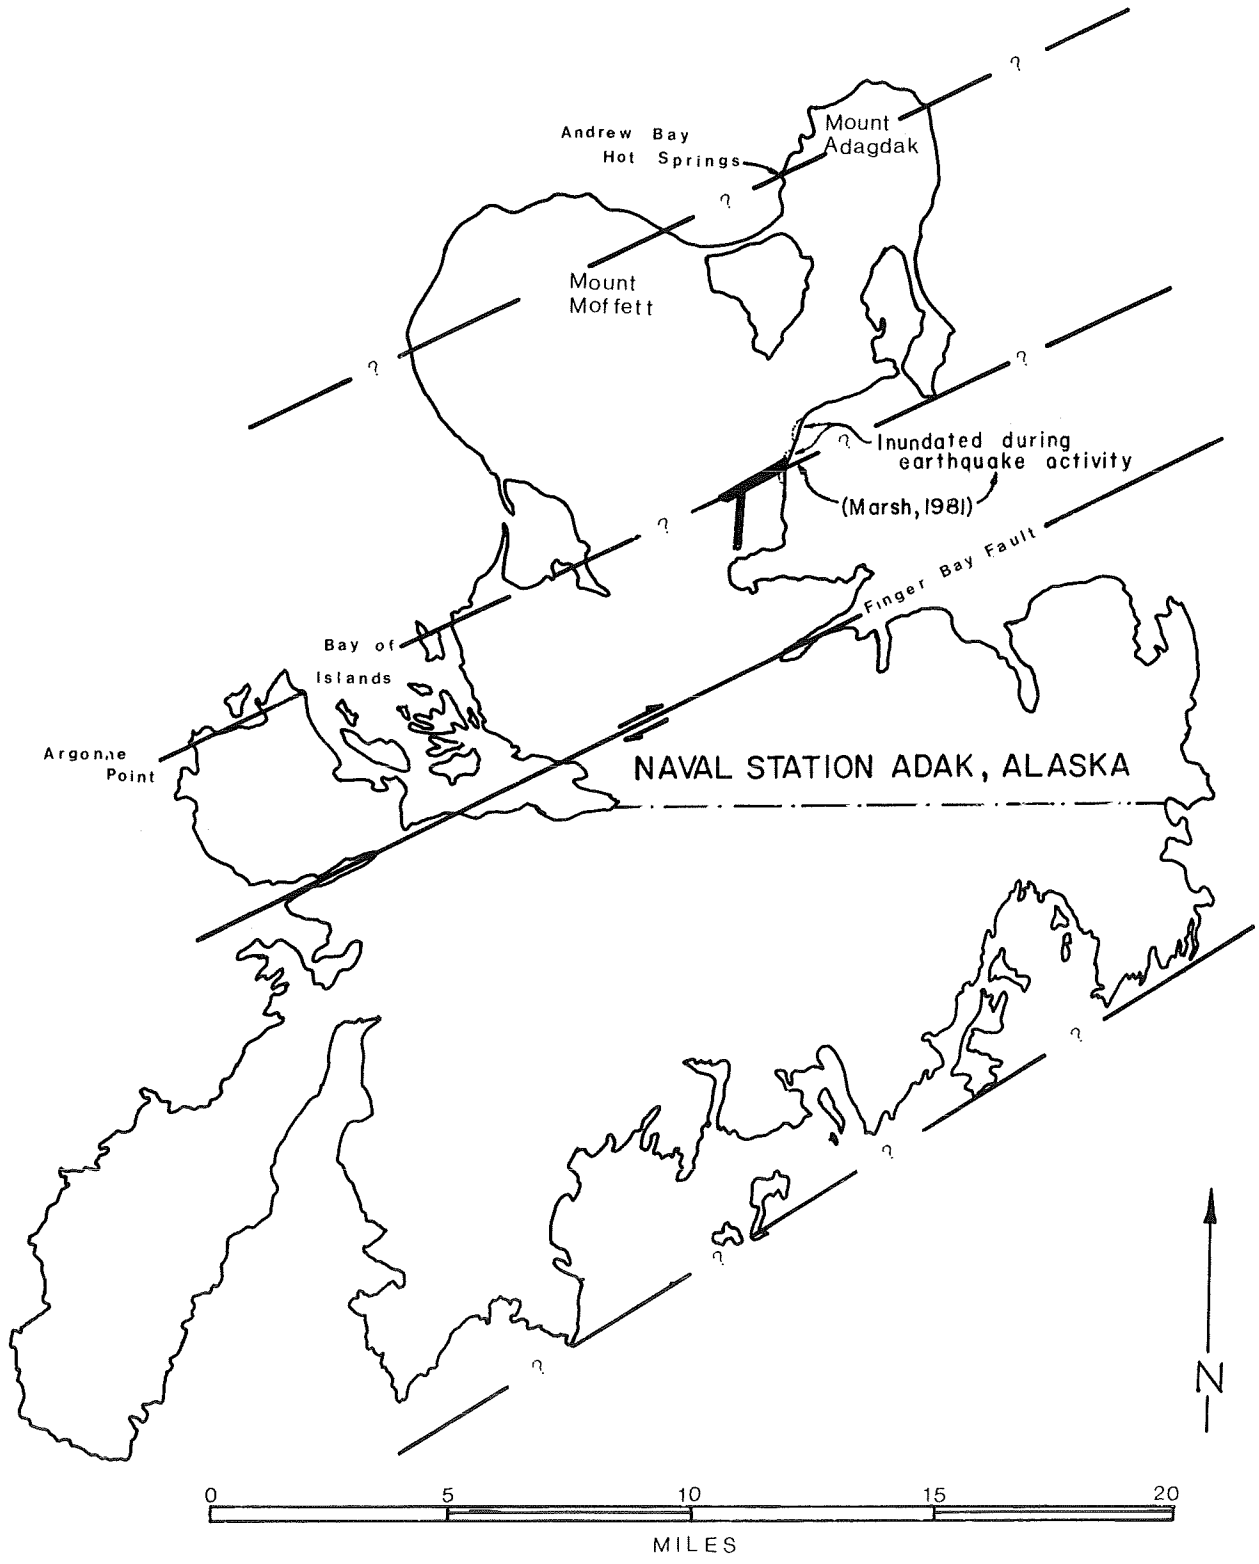 ?
Andrew Bay
Hot Springs
Mount
Adagdak
?
Mount
Moffett
?
?
?
Inundated during
earthquake activity
(Marsh, 1981)
?
Finger Bay Fault
Bay of
Islands
Argonne
Point
NAVAL STATION ADAK, ALASKA
?
?
?
?
N
0 5 10 15 20
MILES